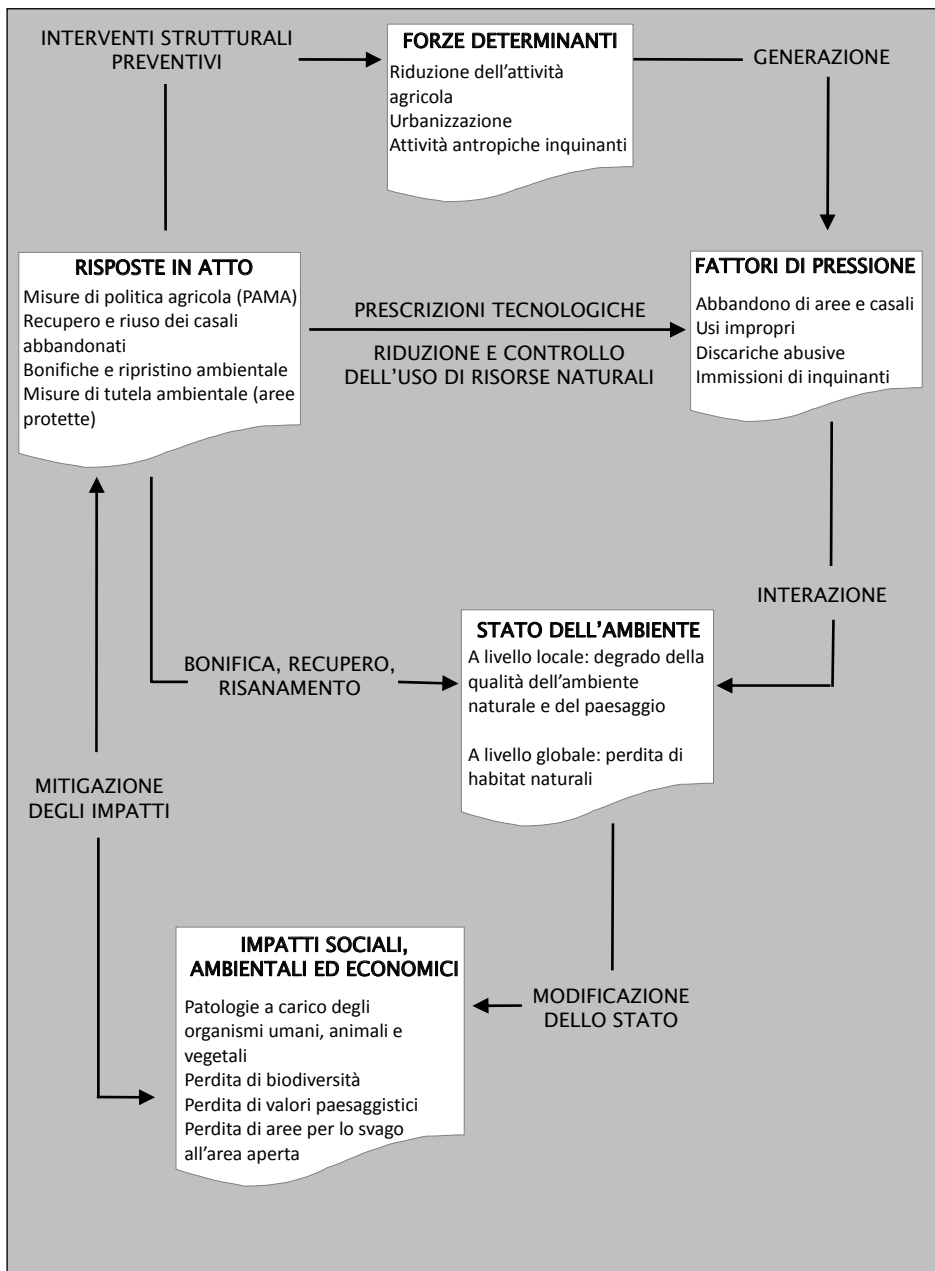 INTERVENTI STRUTTURALI
PREVENTIVI
FORZE DETERMINANTI
Riduzione dell'attività
agricola
Urbanizzazione
Attività antropiche inquinanti
GENERAZIONE
RISPOSTE IN ATTO
Misure di politica agricola (PAMA)
Recupero e riuso dei casali
abbandonati
Bonifiche e ripristino ambientale
Misure di tutela ambientale (aree
protette)
PRESCRIZIONI TECNOLOGICHE
RIDUZIONE E CONTROLLO
DELL'USO DI RISORSE NATURALI
FATTORI DI PRESSIONE
Abbandono di aree e casali
Usi impropri
Discariche abusive
Immissioni di inquinanti
INTERAZIONE
STATO DELL'AMBIENTE
A livello locale: degrado della
qualità dell'ambiente
naturale e del paesaggio
A livello globale: perdita di
habitat naturali
BONIFICA, RECUPERO,
RISANAMENTO
MITIGAZIONE
DEGLI IMPATTI
IMPATTI SOCIALI,
AMBIENTALI ED ECONOMICI
Patologie a carico degli
organismi umani, animali e
vegetali
Perdita di biodiversità
Perdita di valori paesaggistici
Perdita di aree per lo svago
all'area aperta
MODIFICAZIONE
DELLO STATO